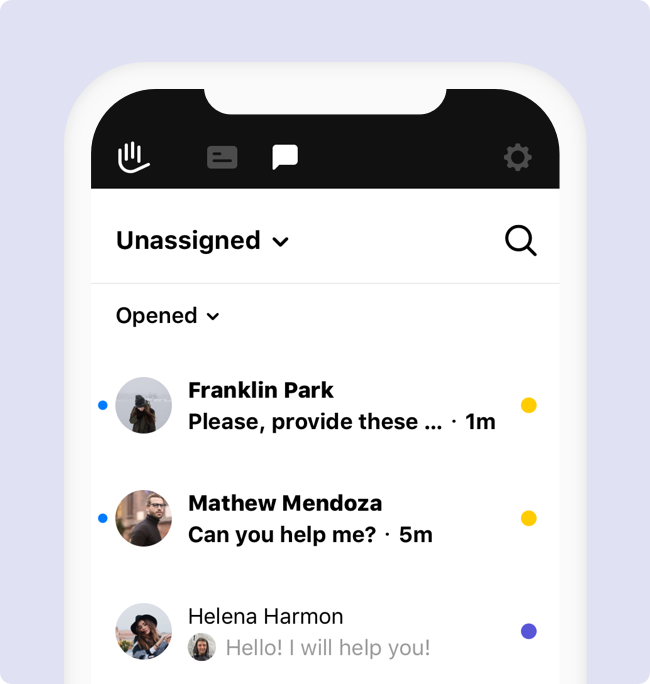 Unassigned
Opened
Franklin Park
Please, provide these ... · 1m
Mathew Mendoza
Can you help me? · 5m
Helena Harmon
Hello! I will help you!